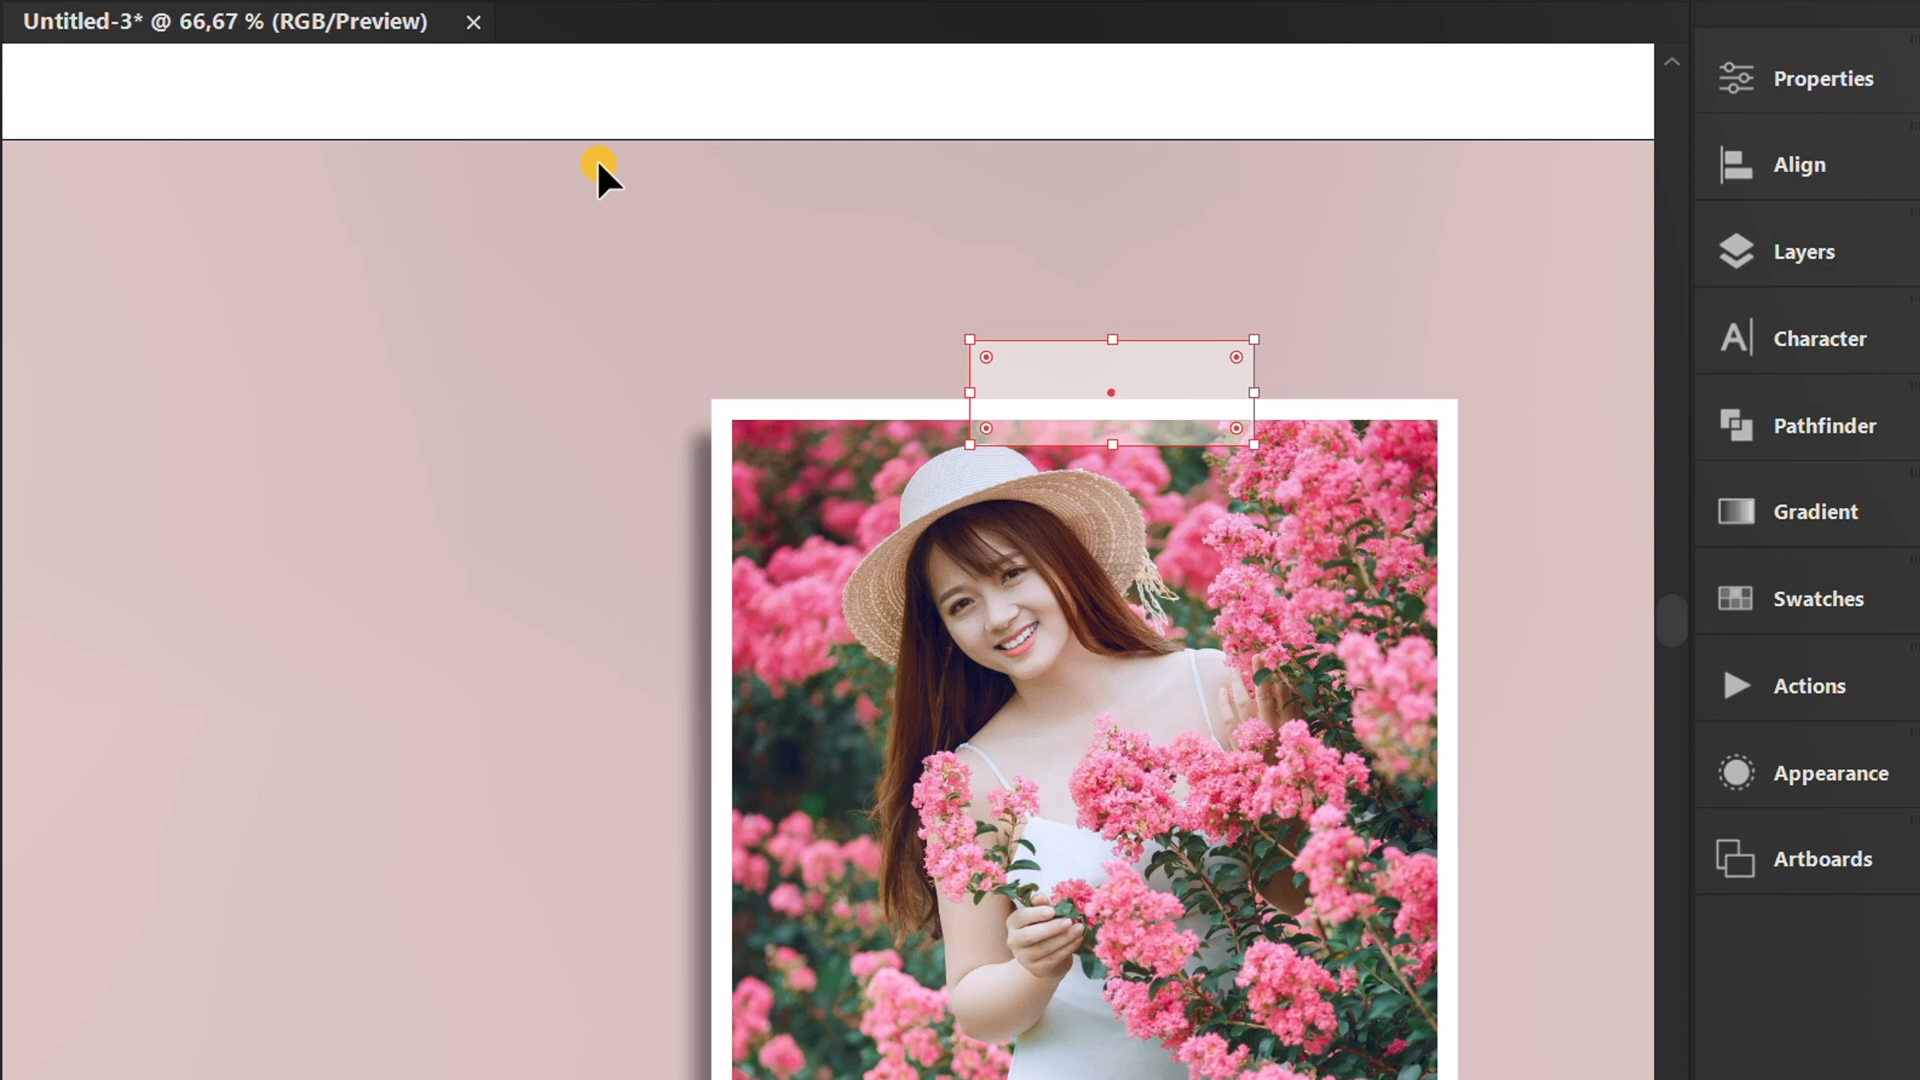 Untitled-3* @ 66,67 % (RGB/Preview)
Properties
Align
Layers
Character
Pathfinder
Gradient
Swatches
Actions
Appearance
Artboards